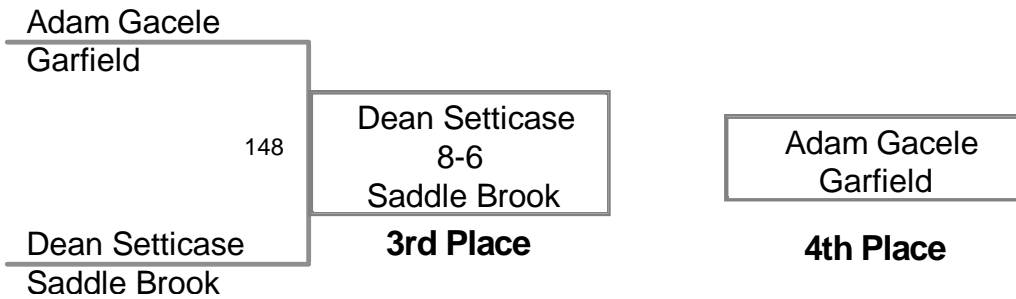 Adam Gacele
Garfield
148
Dean Setticase
8-6
Saddle Brook
3rd Place
Dean Setticase
Saddle Brook
Adam Gacele
Garfield
4th Place